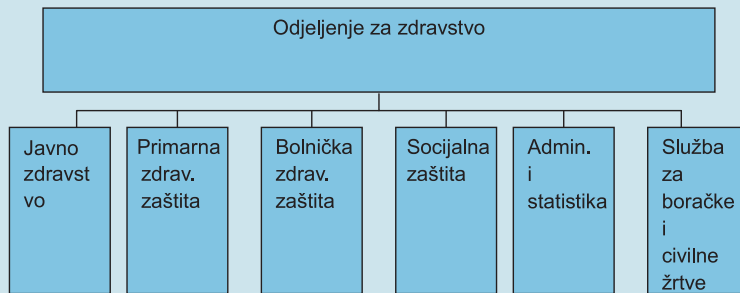 Odjeljenje za zdravstvo
Javno
zdravst
vo
Primarna
zdrav.
zaštita
Bolnička
zdrav.
zaštita
Socijalna
zaštita
Admin.
i
statistika
Služba
za
boračke
i
civilne
žrtve